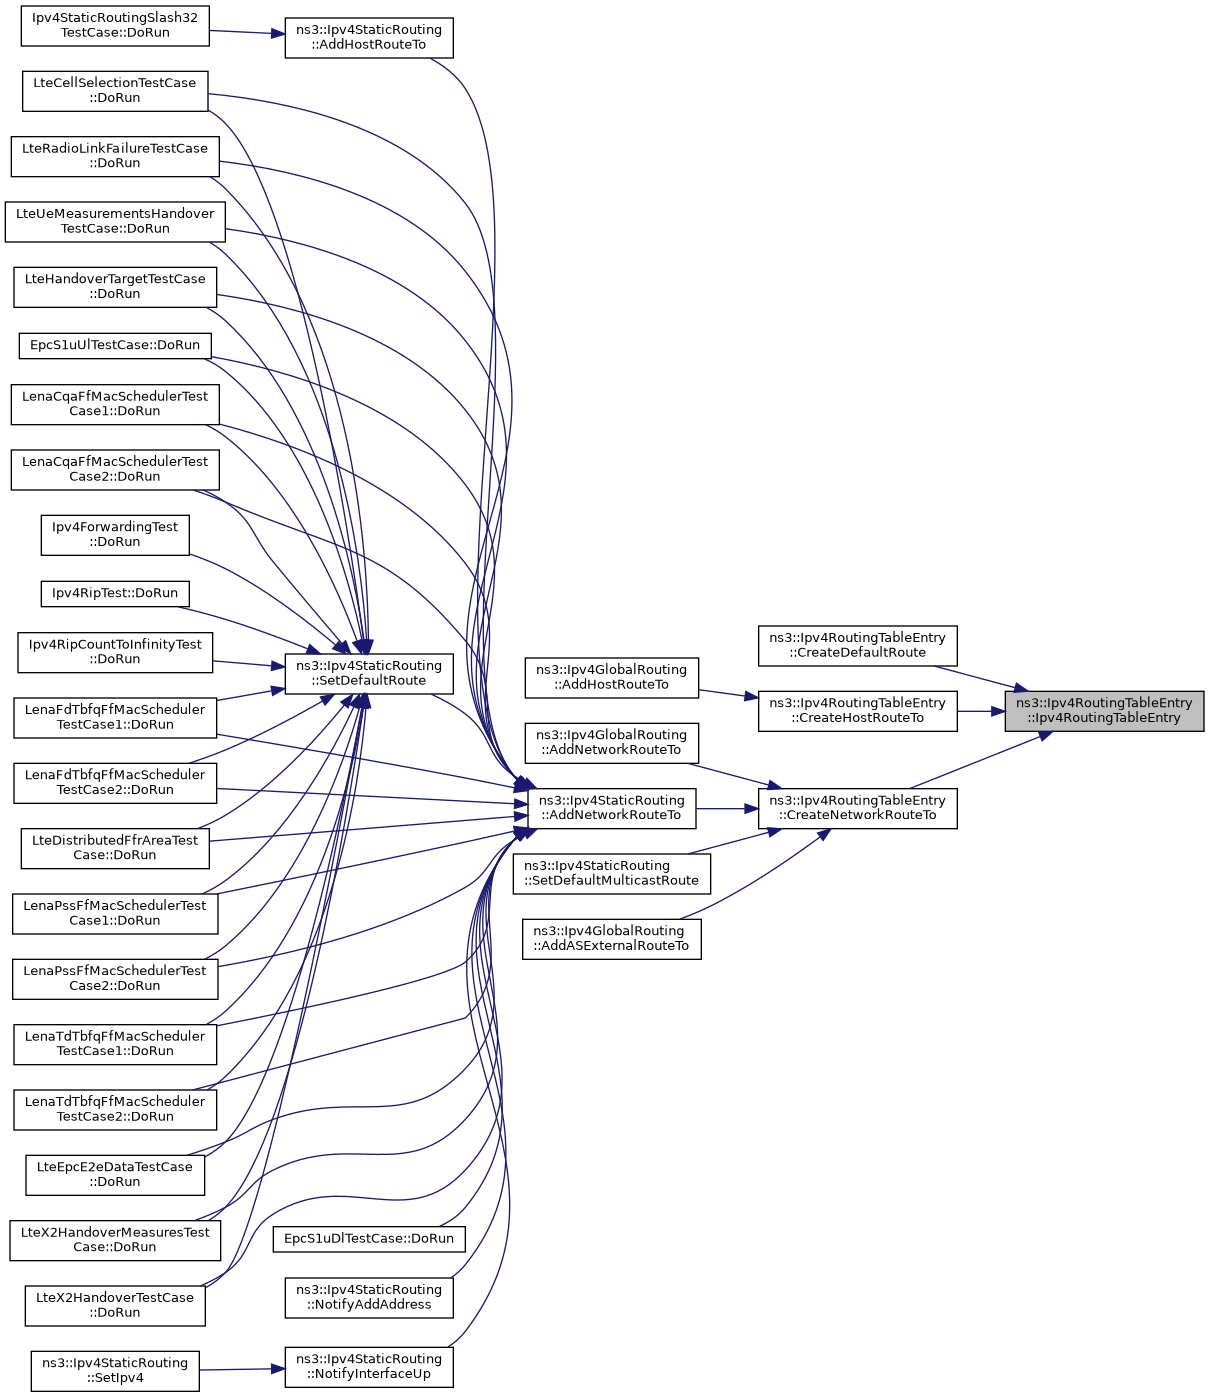 Ipv4StaticRoutingSlash32
TestCase::DoRun
ns3::Ipv4StaticRouting
::AddHostRouteTo
LteCellSelectionTestCase
::DoRun
LteRadioLinkFailureTestCase
::DoRun
LteUeMeasurementsHandover
TestCase::DoRun
LteHandoverTargetTestCase
::DoRun
EpcS1uUlTestCase::DoRun
LenaCqaFfMacSchedulerTest
Case1::DoRun
LenaCqaFfMacSchedulerTest
Case2::DoRun
Ipv4ForwardingTest
::DoRun
Ipv4RipTest::DoRun
Ipv4RipCountToInfinityTest
::DoRun
LenaFdTbfqFfMacScheduler
TestCase1::DoRun
LenaFdTbfqFfMacScheduler
TestCase2::DoRun
LteDistributedFfrAreaTest
Case::DoRun
LenaPssFfMacSchedulerTest
Case1::DoRun
LenaPssFfMacSchedulerTest
Case2::DoRun
LenaTdTbfqFfMacScheduler
TestCase1::DoRun
LenaTdTbfqFfMacScheduler
TestCase2::DoRun
LteEpcE2eDataTestCase
::DoRun
LteX2HandoverMeasuresTest
Case::DoRun
LteX2HandoverTestCase
::DoRun
ns3::Ipv4StaticRouting
::SetIpv4
ns3::Ipv4StaticRouting
::SetDefaultRoute
EpcS1uDlTestCase::DoRun
ns3::Ipv4StaticRouting
::NotifyAddAddress
ns3::Ipv4StaticRouting
::NotifyInterfaceUp
ns3::Ipv4GlobalRouting
::AddHostRouteTo
ns3::Ipv4GlobalRouting
::AddNetworkRouteTo
ns3::Ipv4StaticRouting
::AddNetworkRouteTo
ns3::Ipv4StaticRouting
::SetDefaultMulticastRoute
ns3::Ipv4GlobalRouting
::AddASExternalRouteTo
ns3::Ipv4RoutingTableEntry
::CreateDefaultRoute
ns3::Ipv4RoutingTableEntry
::CreateHostRouteTo
ns3::Ipv4RoutingTableEntry
::CreateNetworkRouteTo
ns3::Ipv4RoutingTableEntry
::Ipv4RoutingTableEntry